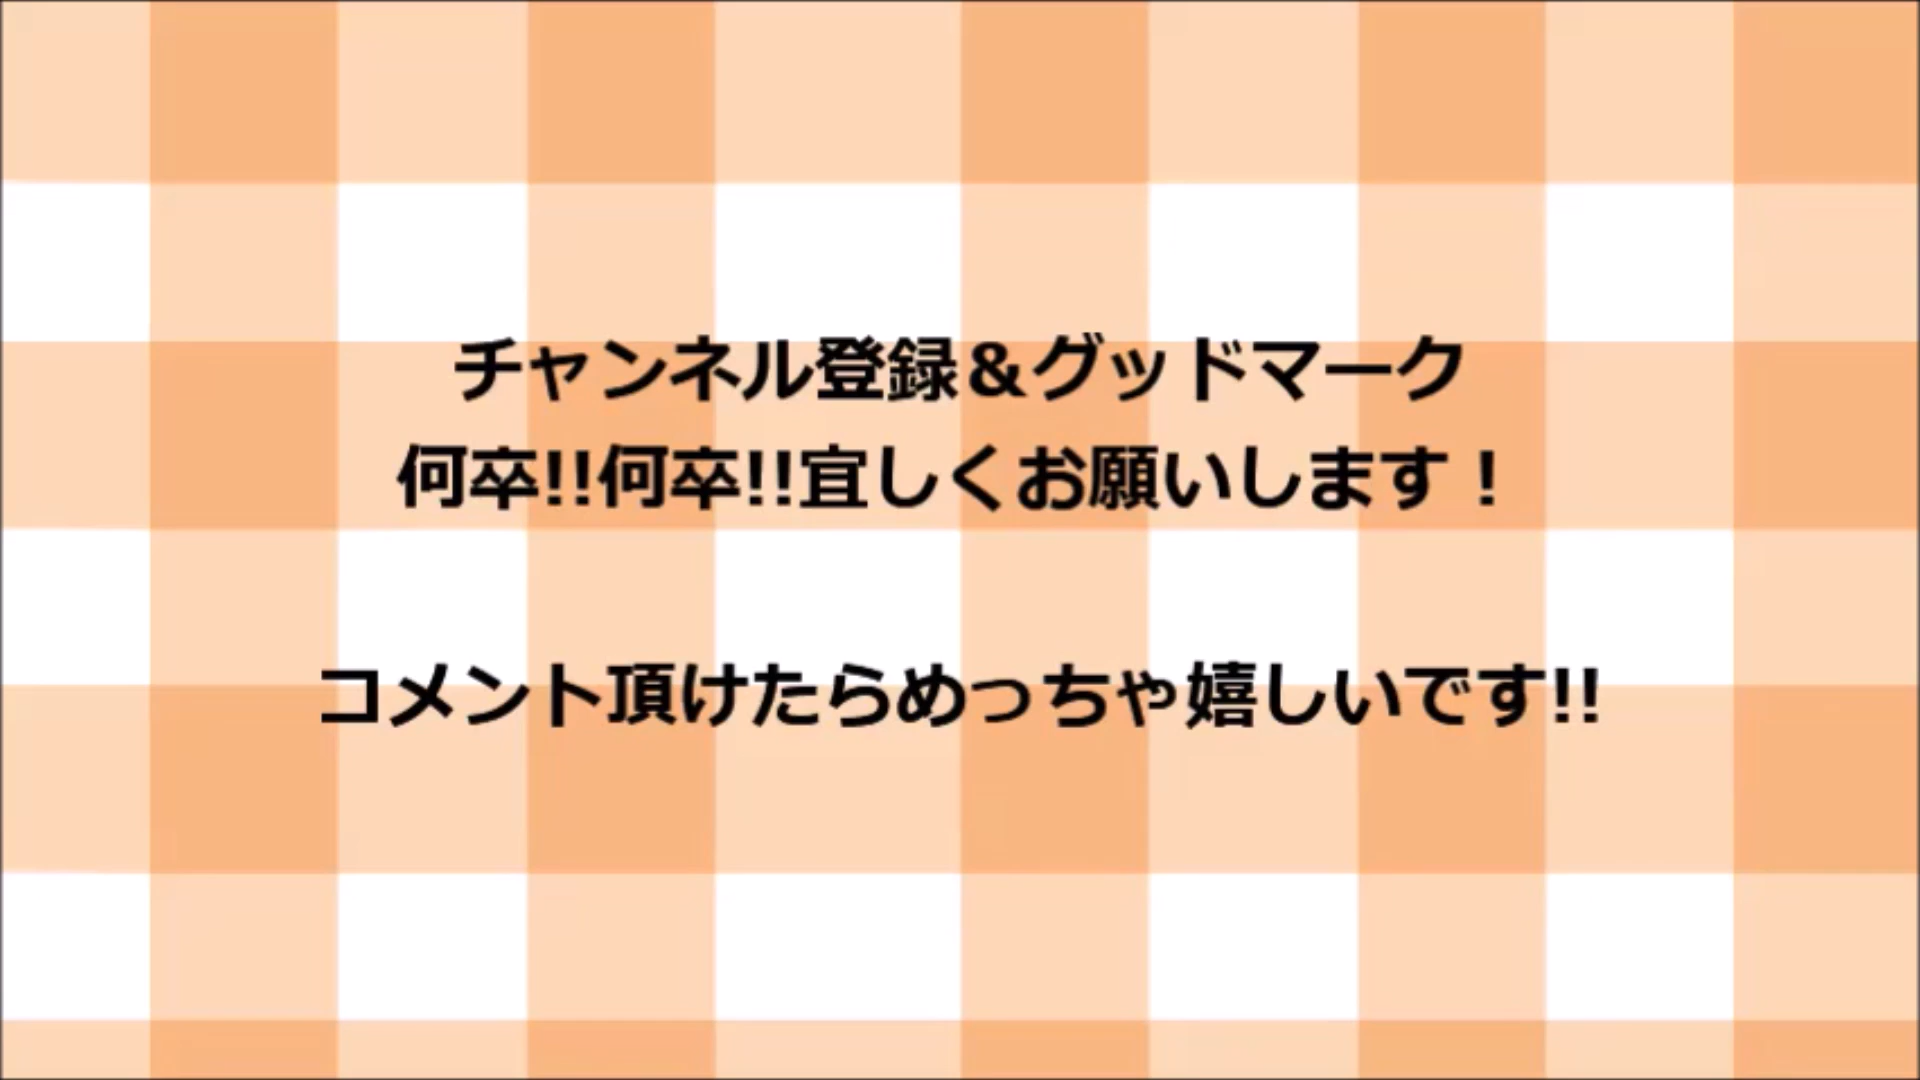 チャンネル登録＆グッドマーク
何卒!!何卒!!宜しくお願いします！
コメント頂けたらめっちゃ嬉しいです!!